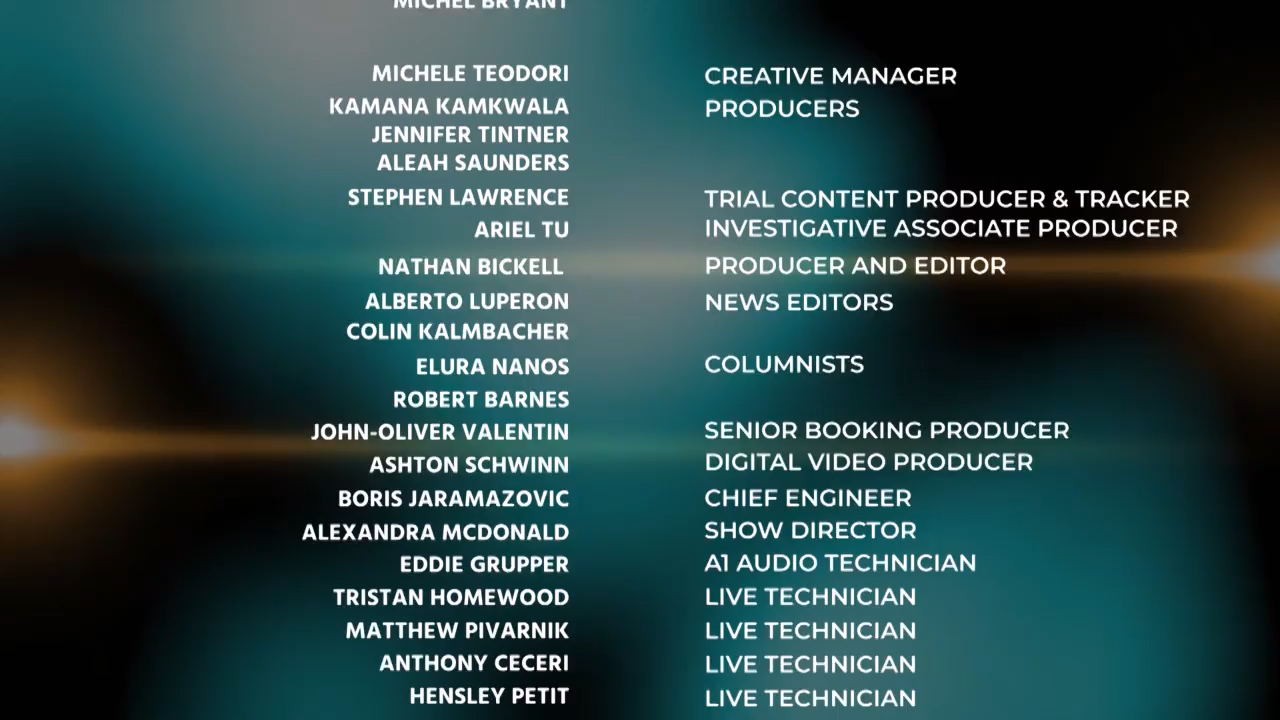 MICHEL BRYANT
MICHELE TEODORI CREATIVE MANAGER
KAMANA KAMKWALA PRODUCERS
JENNIFER TINTNER
ALEAH SAUNDERS
STEPHEN LAWRENCE TRIAL CONTENT PRODUCER & TRACKER
ARIEL TU INVESTIGATIVE ASSOCIATE PRODUCER
NATHAN BICKELL PRODUCER AND EDITOR
ALBERTO LUPERON NEWS EDITORS
COLIN KALMBACHER
ELURA NANOS COLUMNISTS
ROBERT BARNES
JOHN-OLIVER VALENTIN SENIOR BOOKING PRODUCER
ASHTON SCHWINN DIGITAL VIDEO PRODUCER
BORIS JARAMAZOVIC CHIEF ENGINEER
ALEXANDRA MCDONALD SHOW DIRECTOR
EDDIE GRUPPER A1 AUDIO TECHNICIAN
TRISTAN HOMEWOOD LIVE TECHNICIAN
MATTHEW PIVARNIK LIVE TECHNICIAN
ANTHONY CECERI LIVE TECHNICIAN
HENSLEY PETIT LIVE TECHNICIAN